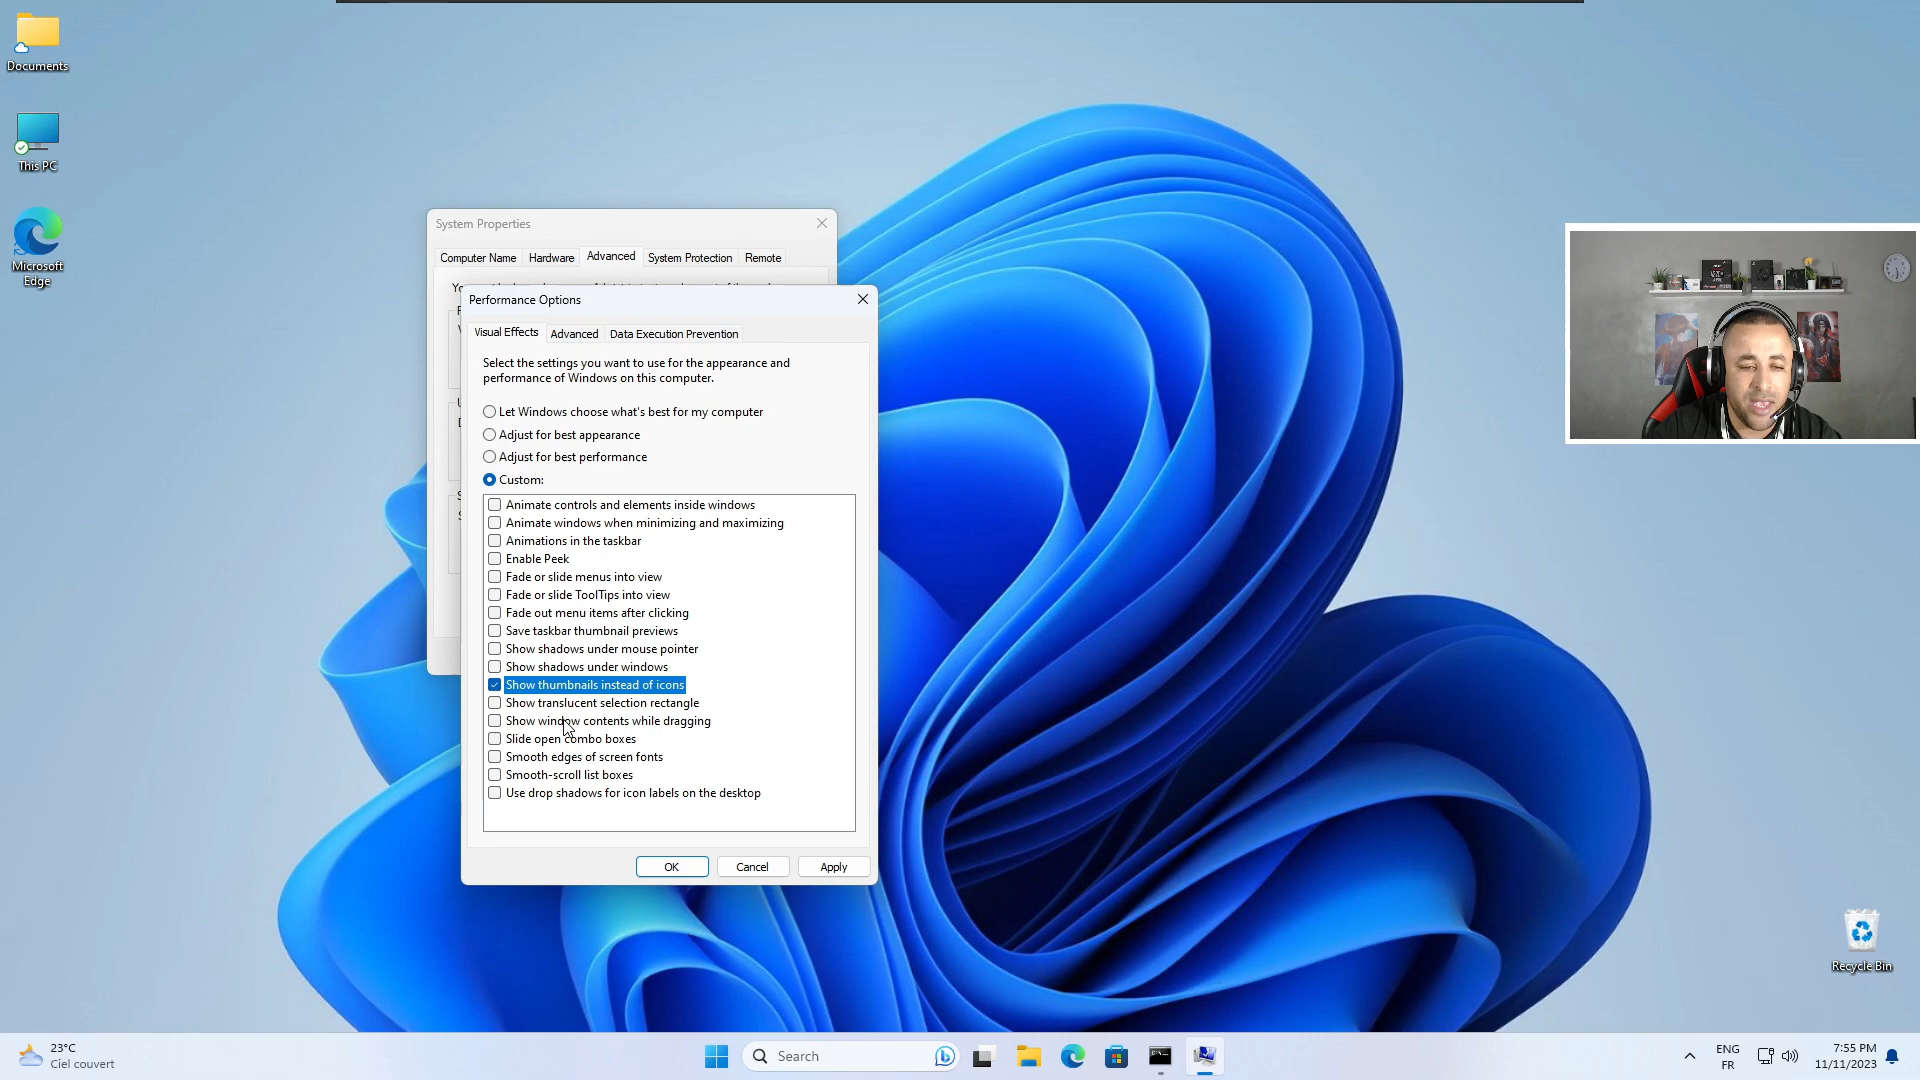 Documents
This PC
Microsoft
Edge
System Properties
Computer Name
Hardware
Advanced
System Protection
Remote
Performance Options
Visual Effects
Advanced
Data Execution Prevention
Select the settings you want to use for the appearance and
performance of Windows on this computer.
Let Windows choose what's best for my computer
Adjust for best appearance
Adjust for best performance
Custom:
Animate controls and elements inside windows
Animate windows when minimizing and maximizing
Animations in the taskbar
Enable Peek
Fade or slide menus into view
Fade or slide ToolTips into view
Fade out menu items after clicking
Save taskbar thumbnail previews
Show shadows under mouse pointer
Show shadows under windows
Show thumbnails instead of icons
Show translucent selection rectangle
Show window contents while dragging
Slide open combo boxes
Smooth edges of screen fonts
Smooth-scroll list boxes
Use drop shadows for icon labels on the desktop
OK
Cancel
Apply
Recycle Bin
23°C
Ciel couvert
Search
ENG
FR
7:55 PM
11/11/2023